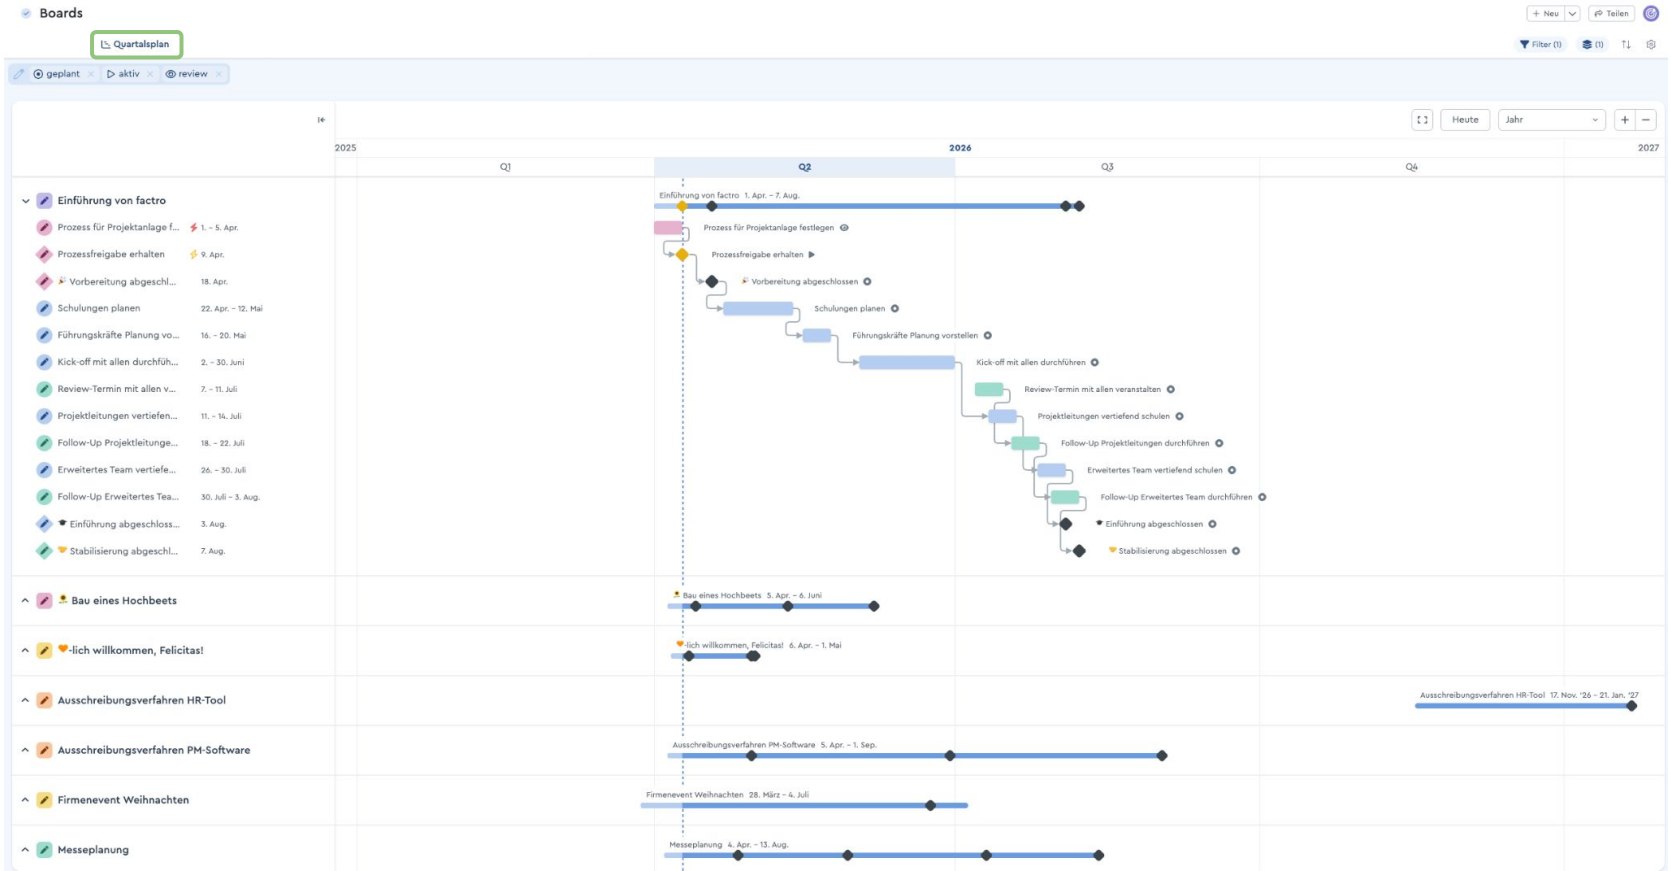 Boards
+ Neu
Teilen
Quartalsplan
Filter (1)
(1)
geplant × aktiv × review ×
Heute
Jahr
+ −
2025 2026 2027
Q1 Q2 Q3 Q4
Einführung von factro
Einführung von factro 1. Apr. – 7. Aug.
Prozess für Projektanlage f... 1. – 5. Apr.
Prozess für Projektanlage festlegen
Prozessfreigabe erhalten 9. Apr.
Prozessfreigabe erhalten
Vorbereitung abgeschl... 18. Apr.
Vorbereitung abgeschlossen
Schulungen planen 22. Apr. – 12. Mai
Schulungen planen
Führungskräfte Planung vo... 16. – 20. Mai
Führungskräfte Planung vorstellen
Kick-off mit allen durchfüh... 2. – 30. Juni
Kick-off mit allen durchführen
Review-Termin mit allen v... 7. – 11. Juli
Review-Termin mit allen veranstalten
Projektleitungen vertiefen... 11. – 14. Juli
Projektleitungen vertiefend schulen
Follow-Up Projektleitunge... 18. – 22. Juli
Follow-Up Projektleitungen durchführen
Erweitertes Team vertiefe... 26. – 30. Juli
Erweitertes Team vertiefend schulen
Follow-Up Erweitertes Tea... 30. Juli – 3. Aug.
Follow-Up Erweitertes Team durchführen
Einführung abgeschloss... 3. Aug.
Einführung abgeschlossen
Stabilisierung abgeschl... 7. Aug.
Stabilisierung abgeschlossen
Bau eines Hochbeets
Bau eines Hochbeets 5. Apr. – 6. Juni
-lich willkommen, Felicitas!
-lich willkommen, Felicitas! 6. Apr. – 1. Mai
Ausschreibungsverfahren HR-Tool
Ausschreibungsverfahren HR-Tool 17. Nov. '26 – 21. Jan. '27
Ausschreibungsverfahren PM-Software
Ausschreibungsverfahren PM-Software 5. Apr. – 1. Sep.
Firmenevent Weihnachten
Firmenevent Weihnachten 28. März – 4. Juli
Messeplanung
Messeplanung 4. Apr. – 13. Aug.